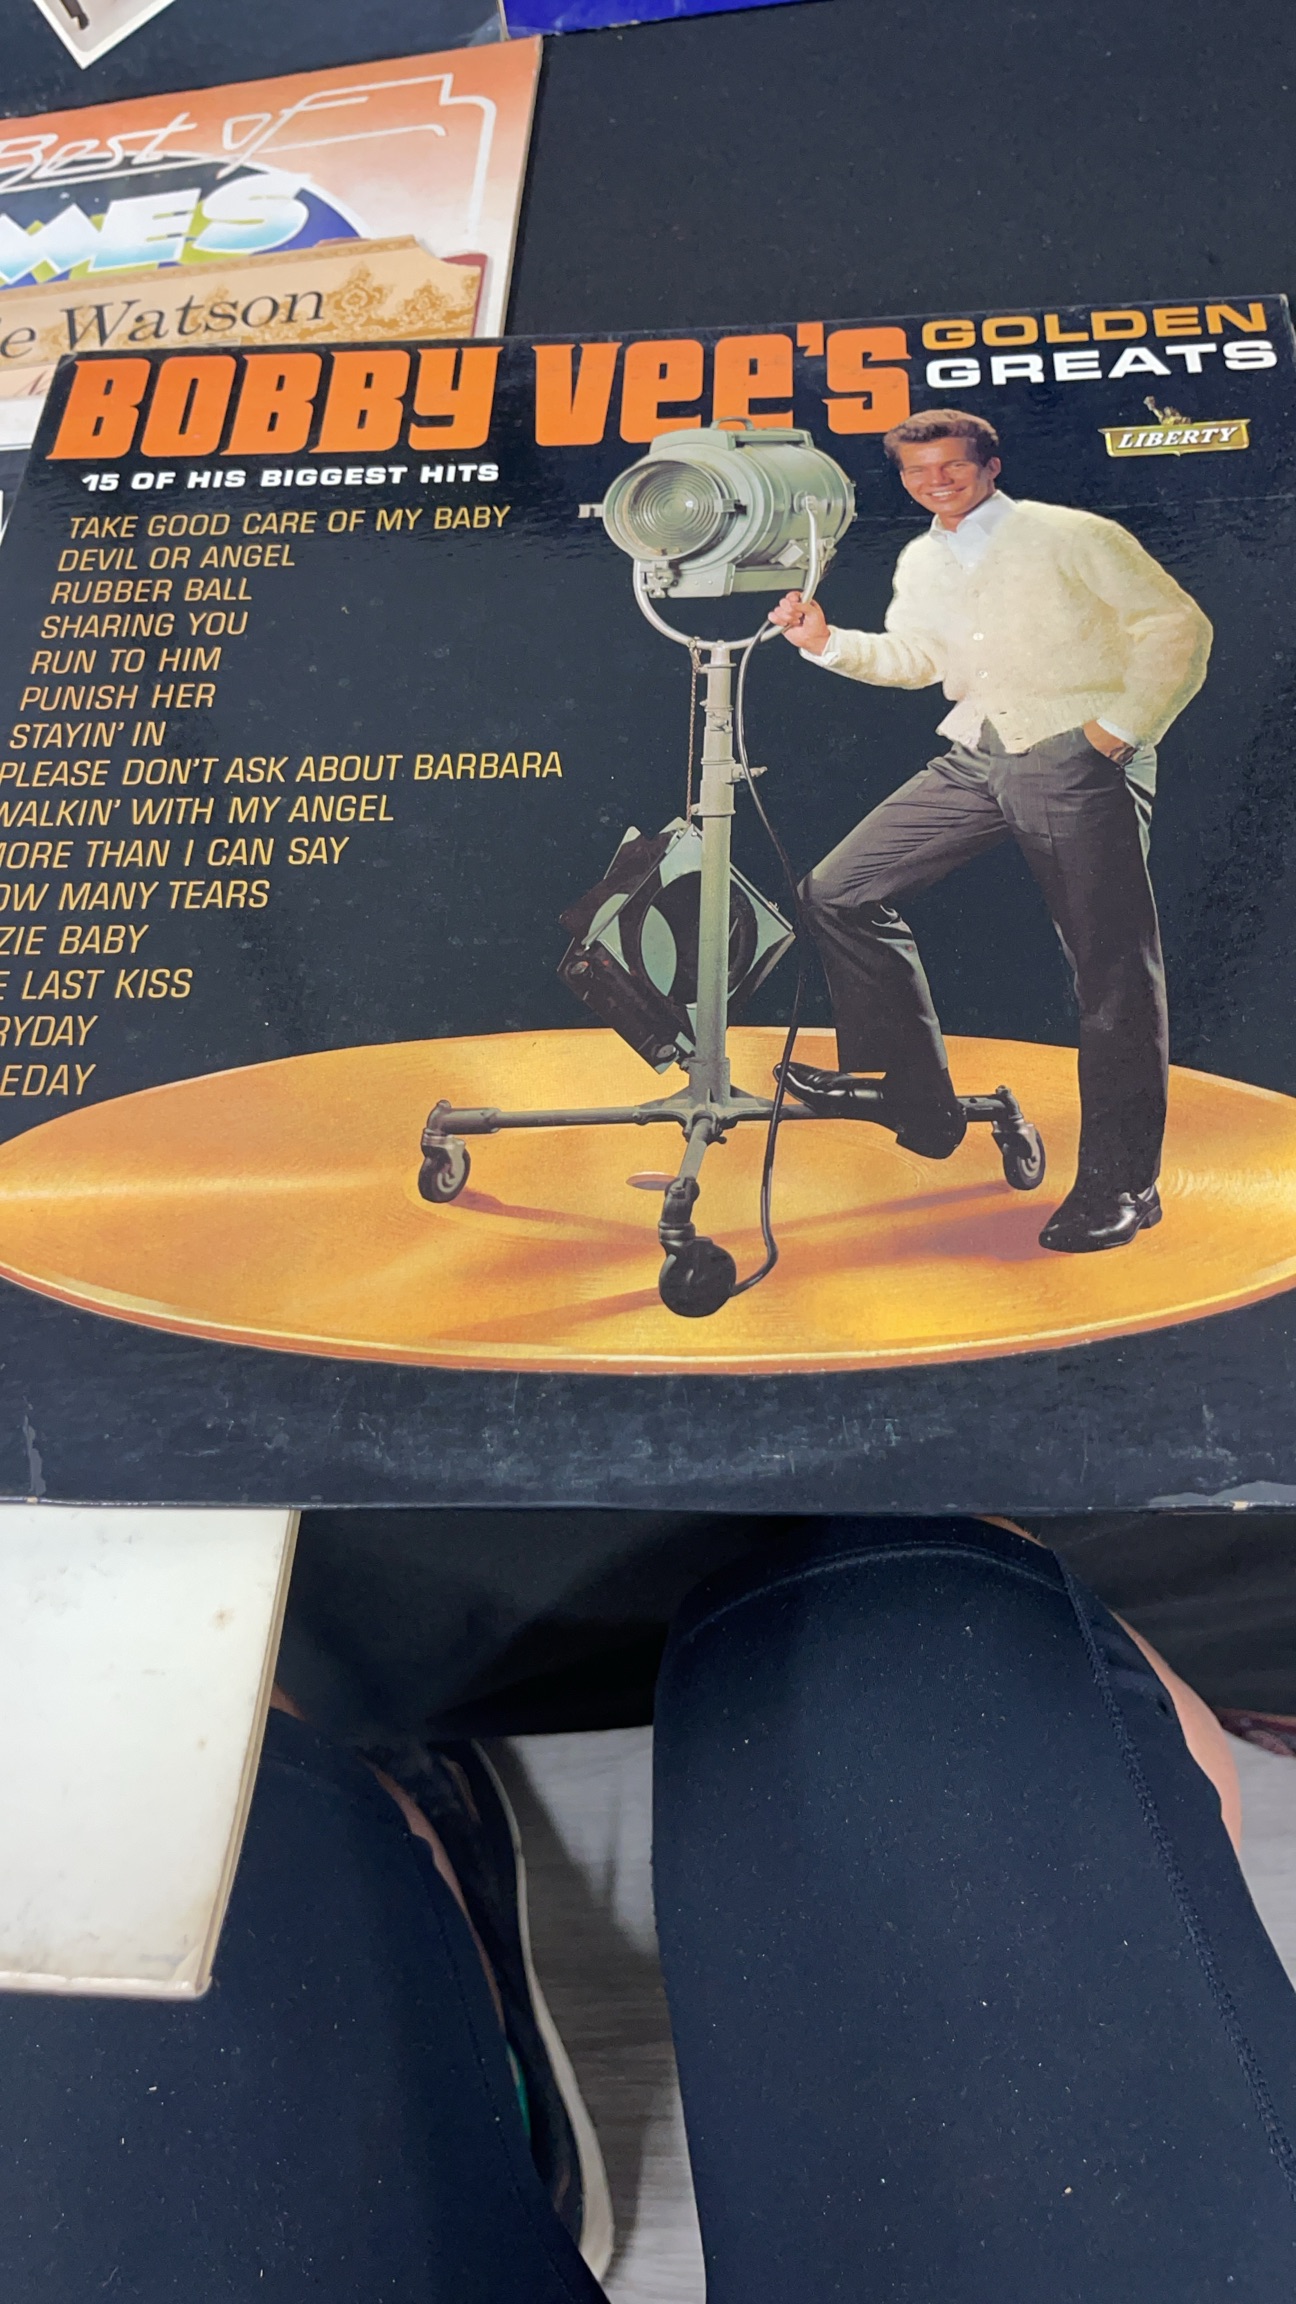 Best of
e Watson
BOBBY Vee's GOLDEN
GREATS
LIBERTY
15 OF HIS BIGGEST HITS
TAKE GOOD CARE OF MY BABY
DEVIL OR ANGEL
RUBBER BALL
SHARING YOU
RUN TO HIM
PUNISH HER
STAYIN' IN
PLEASE DON'T ASK ABOUT BARBARA
WALKIN' WITH MY ANGEL
MORE THAN I CAN SAY
OW MANY TEARS
ZIE BABY
E LAST KISS
RYDAY
EDAY